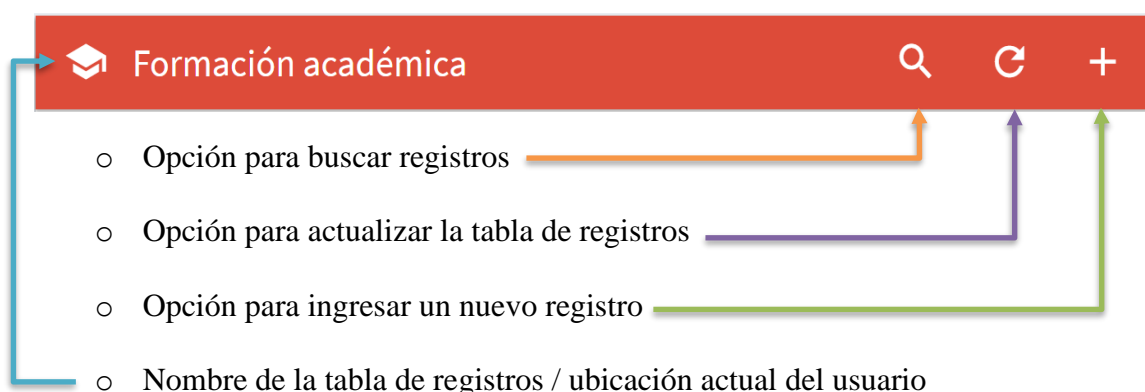 Formación académica
o Opción para buscar registros
o Opción para actualizar la tabla de registros
o Opción para ingresar un nuevo registro
o Nombre de la tabla de registros / ubicación actual del usuario